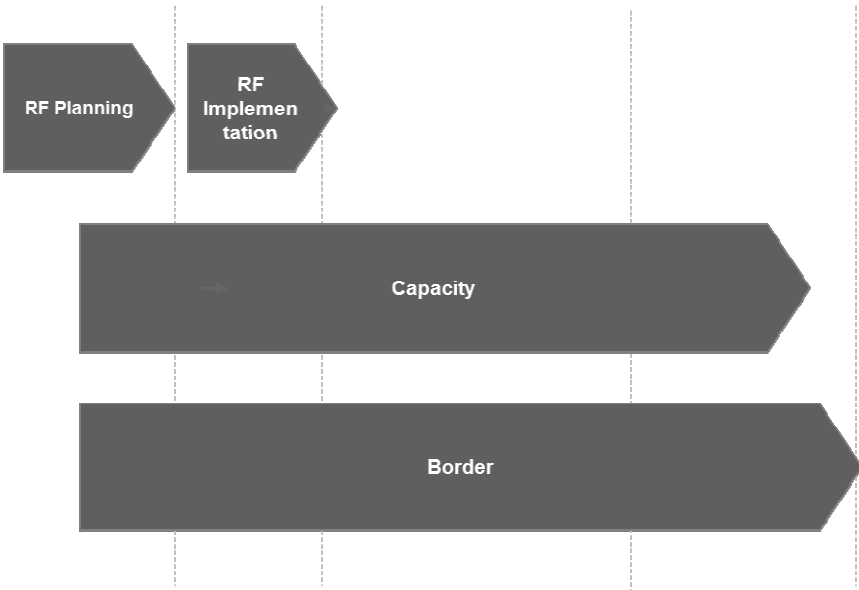 RF Planning
RF
Implemen
tation
Capacity
Border